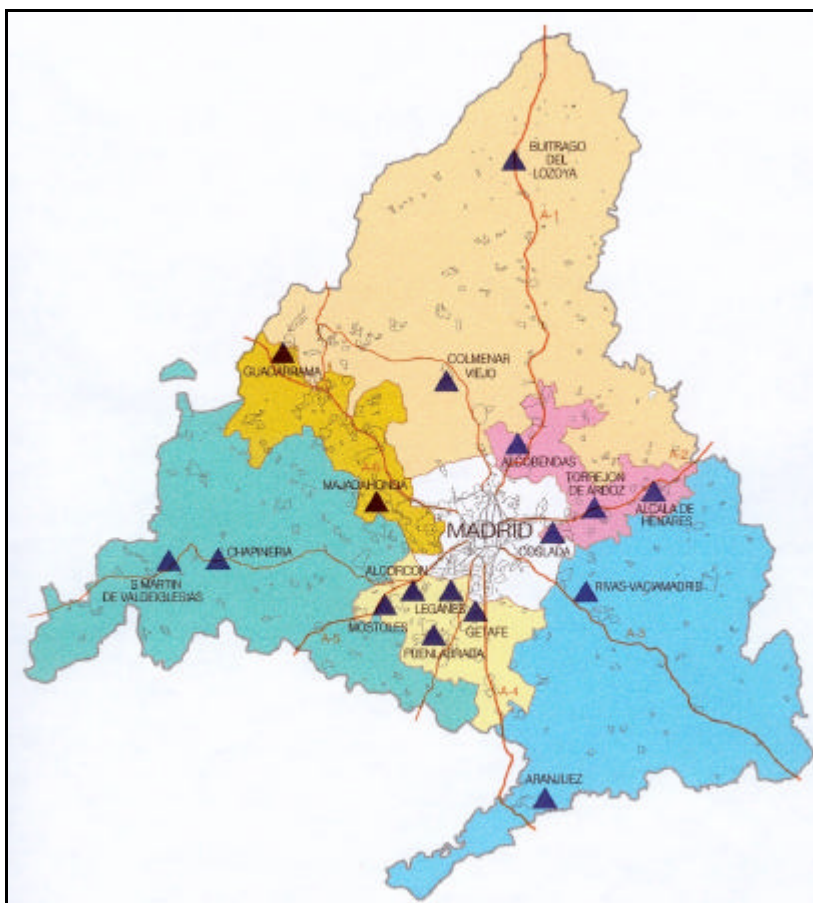 BUITRAGO
DEL
LOZOYA
A-1
GUADARRAMA
COLMENAR
VIEJO
ALCOBENDAS
A-2
A-6
TORREJON
DE ARDOZ
MAJADAHONDA
ALCALA DE
HENARES
MADRID
COSLADA
CHAPINERIA
ALCORCON
S. MARTIN
DE VALDEIGLESIAS
RIVAS-VACIAMADRID
LEGANES
MOSTOLES
GETAFE
A-5
A-3
FUENLABRADA
A-4
ARANJUEZ